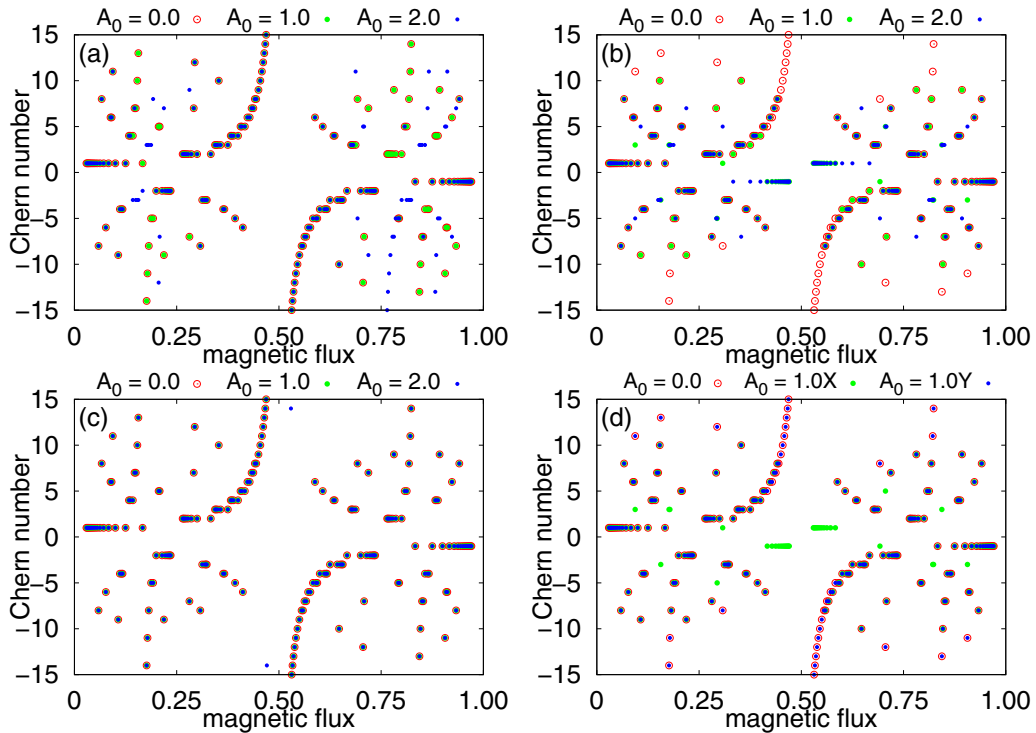 A0 = 0.0 A0 = 1.0 A0 = 2.0
(a)
Chern number
15
10
5
0
−5
−10
−15
0 0.25 0.50 0.75 1.00
magnetic flux
A0 = 0.0 A0 = 1.0 A0 = 2.0
(b)
Chern number
15
10
5
0
−5
−10
−15
0 0.25 0.50 0.75 1.00
magnetic flux
A0 = 0.0 A0 = 1.0 A0 = 2.0
(c)
Chern number
15
10
5
0
−5
−10
−15
0 0.25 0.50 0.75 1.00
magnetic flux
A0 = 0.0 A0 = 1.0X A0 = 1.0Y
(d)
Chern number
15
10
5
0
−5
−10
−15
0 0.25 0.50 0.75 1.00
magnetic flux